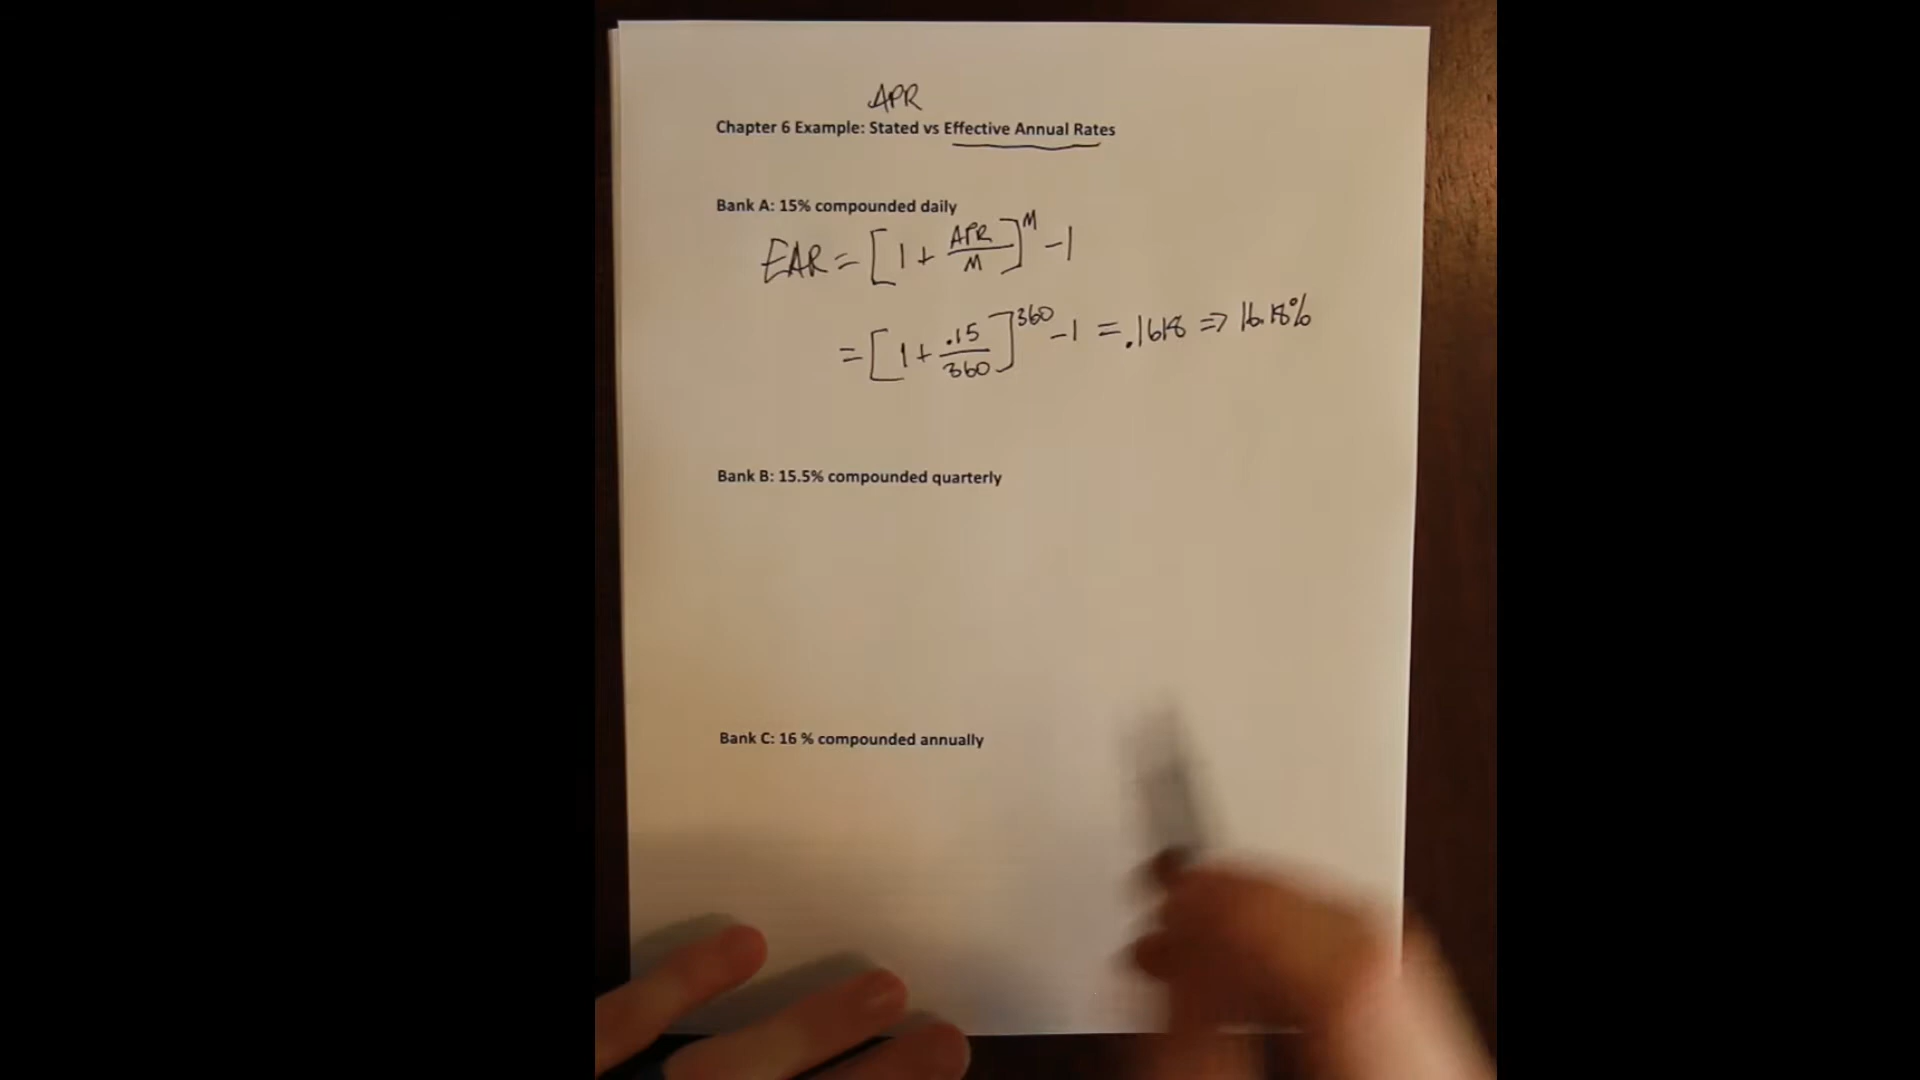 APR
Chapter 6 Example: Stated vs Effective Annual Rates
Bank A: 15% compounded daily
EAR = [1 + APR/M]^M - 1
= [1 + .15/360]^360 - 1 = .1618 => 16.18%
Bank B: 15.5% compounded quarterly
Bank C: 16 % compounded annually